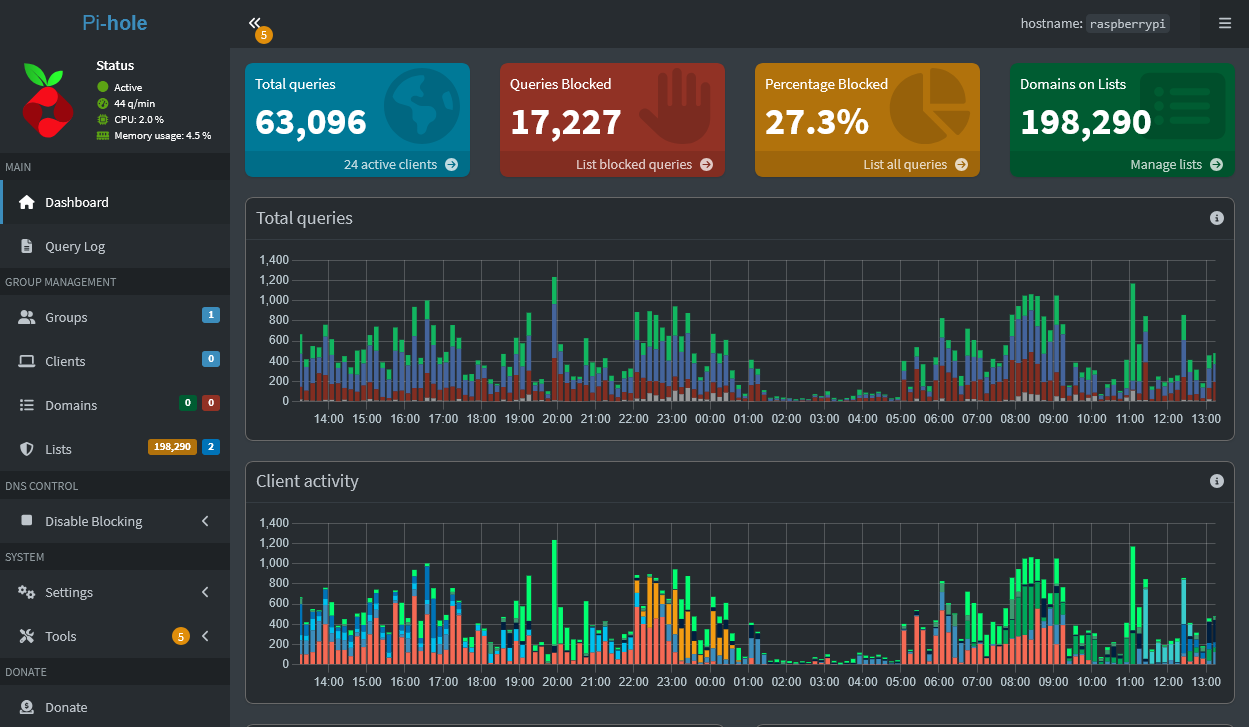 Pi-hole
5
hostname: raspberrypi
Status
Active
44 q/min
CPU: 2.0 %
Memory usage: 4.5 %
MAIN
Dashboard
Query Log
GROUP MANAGEMENT
Groups 1
Clients 0
Domains 0 0
Lists 198,290 2
DNS CONTROL
Disable Blocking
SYSTEM
Settings
Tools 5
DONATE
Donate
Total queries
63,096
24 active clients
Queries Blocked
17,227
List blocked queries
Percentage Blocked
27.3%
List all queries
Domains on Lists
198,290
Manage lists
Total queries
1,400
1,200
1,000
800
600
400
200
0
14:00 15:00 16:00 17:00 18:00 19:00 20:00 21:00 22:00 23:00 00:00 01:00 02:00 03:00 04:00 05:00 06:00 07:00 08:00 09:00 10:00 11:00 12:00 13:00
Client activity
1,400
1,200
1,000
800
600
400
200
0
14:00 15:00 16:00 17:00 18:00 19:00 20:00 21:00 22:00 23:00 00:00 01:00 02:00 03:00 04:00 05:00 06:00 07:00 08:00 09:00 10:00 11:00 12:00 13:00